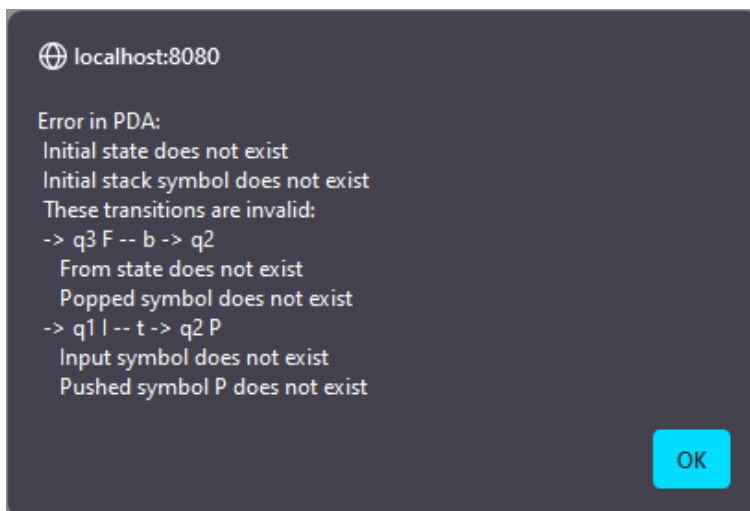 localhost:8080
Error in PDA:
Initial state does not exist
Initial stack symbol does not exist
These transitions are invalid:
-> q3 F -- b -> q2
From state does not exist
Popped symbol does not exist
-> q1 I -- t -> q2 P
Input symbol does not exist
Pushed symbol P does not exist
OK